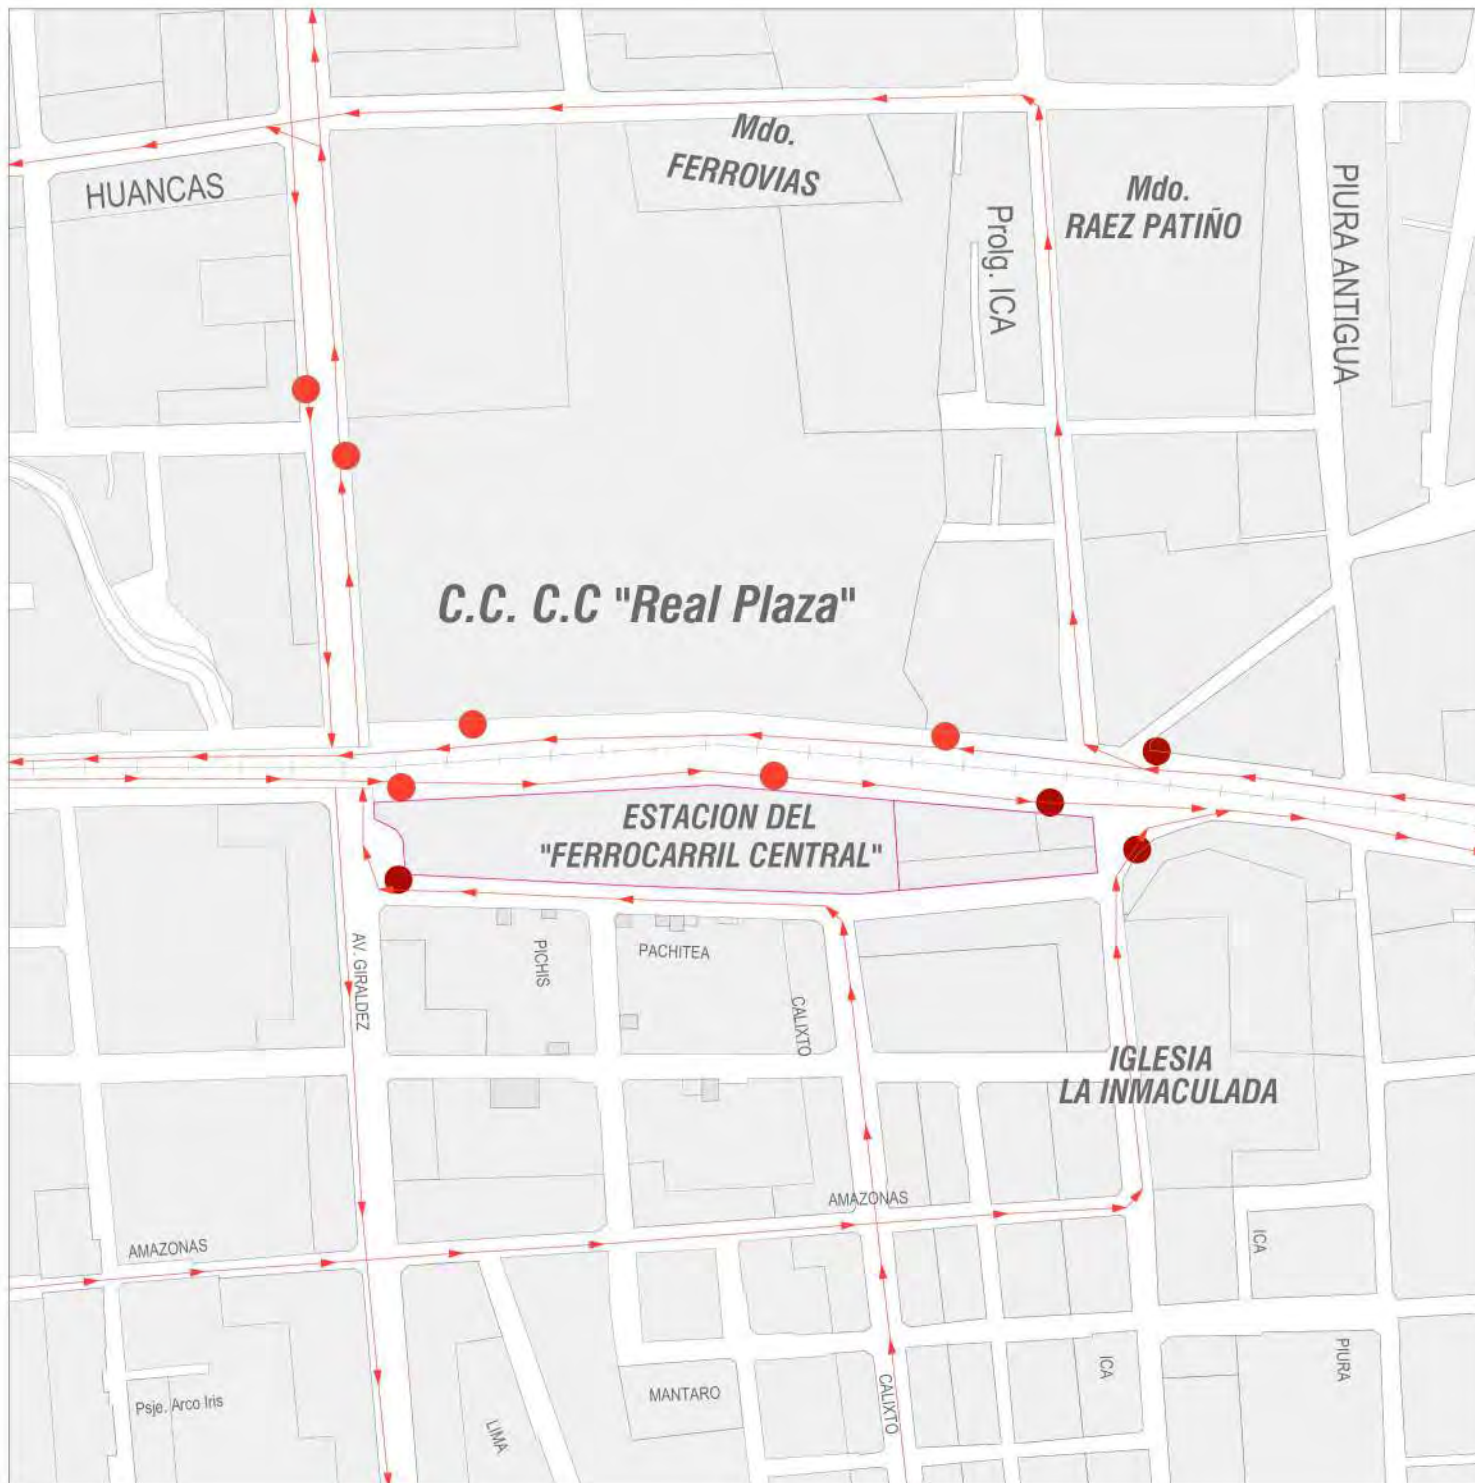 Mdo.
FERROVIAS
HUANCAS
Mdo.
RAEZ PATIÑO
PIURA ANTIGUA
Prolg. ICA
C.C. C.C "Real Plaza"
ESTACION DEL
"FERROCARRIL CENTRAL"
AV. GIRALDEZ
PICHIS
PACHITEA
CALIXTO
IGLESIA
LA INMACULADA
AMAZONAS
AMAZONAS
ICA
Psje. Arco Iris
LIMA
MANTARO
CALIXTO
ICA
PIURA